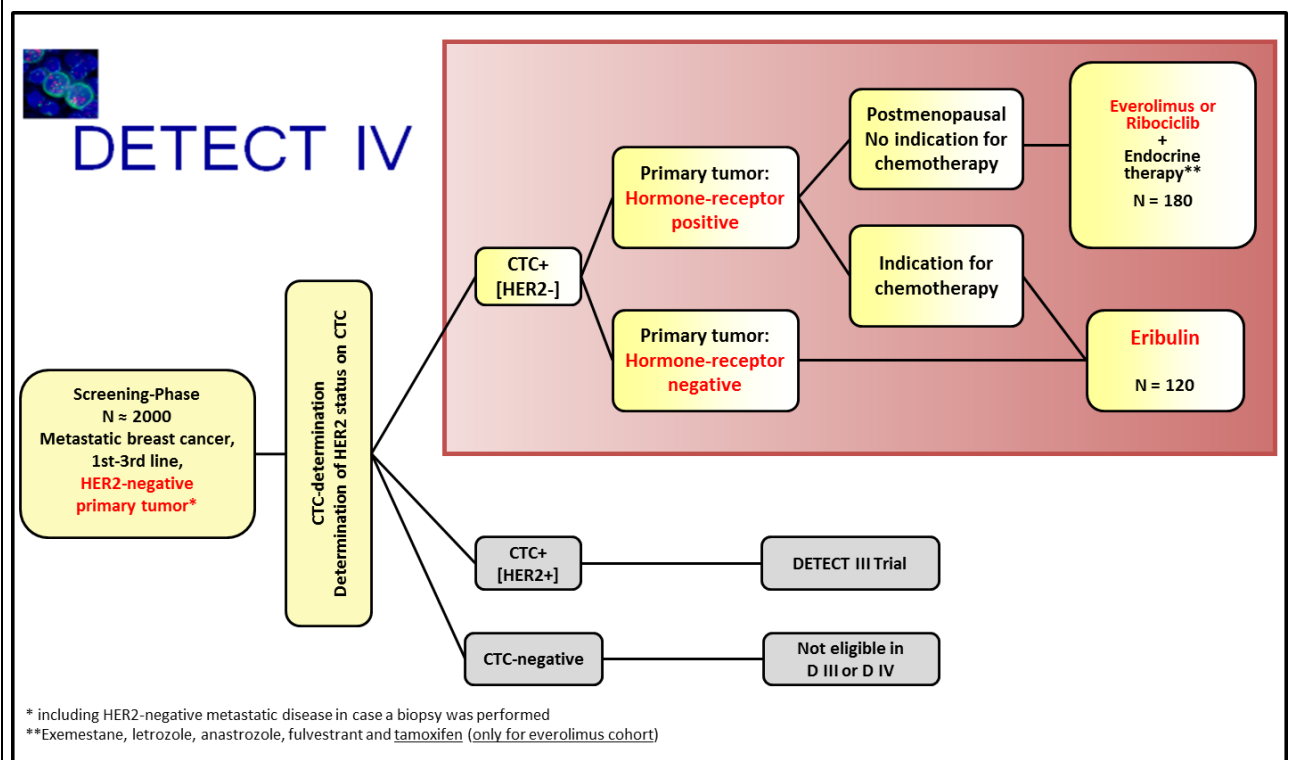 DETECT IV
Screening-Phase
N ≈ 2000
Metastatic breast cancer,
1st-3rd line,
HER2-negative
primary tumor*
CTC-determination
Determination of HER2 status on CTC
CTC+
[HER2-]
Primary tumor:
Hormone-receptor
positive
Primary tumor:
Hormone-receptor
negative
Postmenopausal
No indication for
chemotherapy
Indication for
chemotherapy
Everolimus or
Ribociclib
+
Endocrine
therapy**
N = 180
Eribulin
N = 120
CTC+
[HER2+]
DETECT III Trial
CTC-negative
Not eligible in
D III or D IV
* including HER2-negative metastatic disease in case a biopsy was performed
**Exemestane, letrozole, anastrozole, fulvestrant and tamoxifen (only for everolimus cohort)